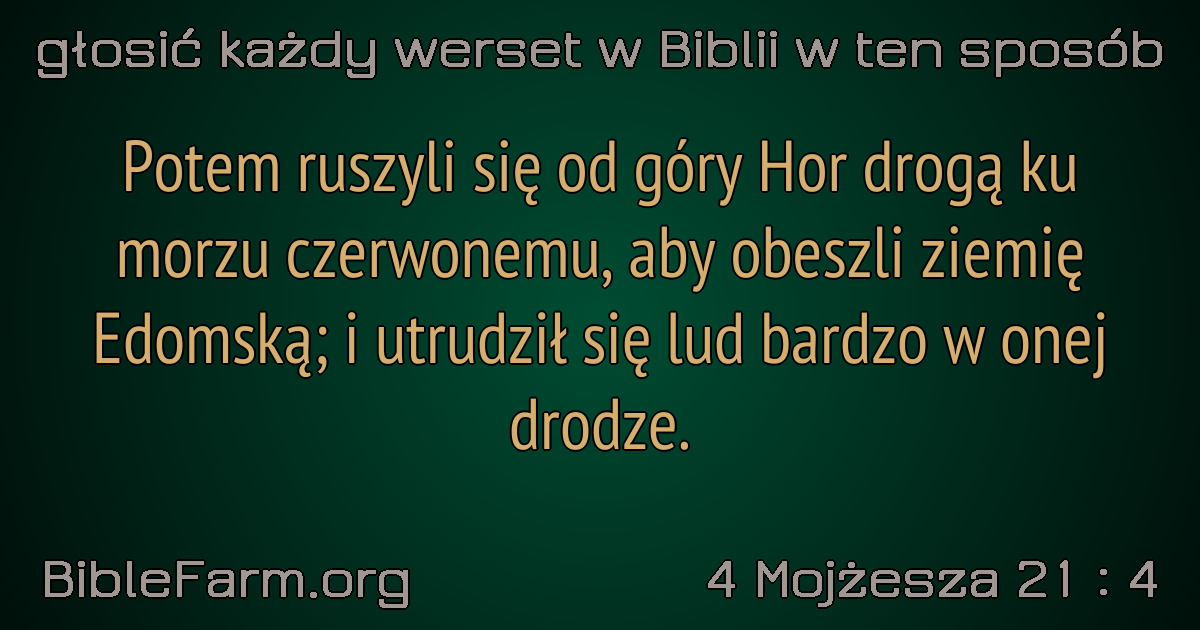 głosić każdy werset w Biblii w ten sposób
Potem ruszyli się od góry Hor drogą ku
morzu czerwonemu, aby obeszli ziemię
Edomską; i utrudził się lud bardzo w onej
drodze.
BibleFarm.org
4 Mojżesza 21 : 4